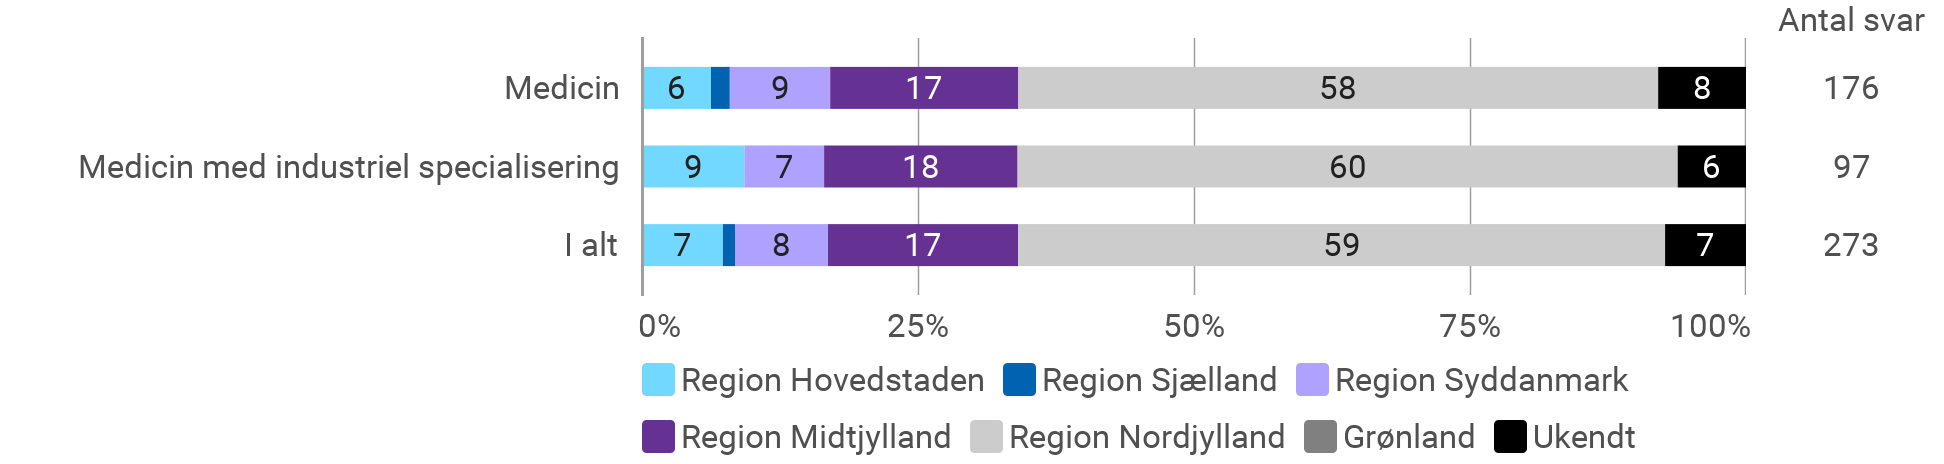 Antal svar
Medicin 6 9 17 58 8 176
Medicin med industriel specialisering 9 7 18 60 6 97
I alt 7 8 17 59 7 273
0% 25% 50% 75% 100%
Region Hovedstaden Region Sjælland Region Syddanmark
Region Midtjylland Region Nordjylland Grønland Ukendt